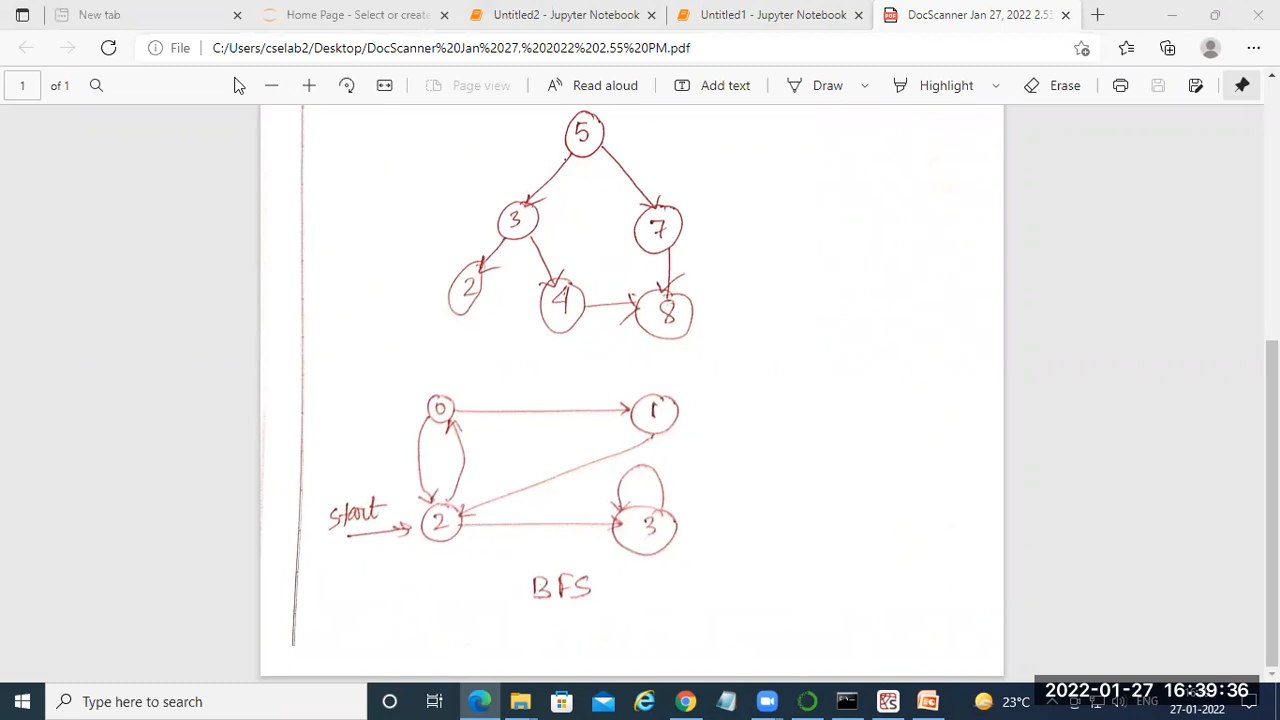 New tab
Home Page - Select or create
Untitled2 - Jupyter Notebook
Untitled1 - Jupyter Notebook
DocScanner Jan 27, 2022 2.55
File
C:/Users/cselab2/Desktop/DocScanner%20Jan%2027,%202022%202.55%20PM.pdf
1 of 1
Page view
Read aloud
Add text
Draw
Highlight
Erase
5
3 7
2 4 8
0 1
start 2 3
BFS
Type here to search
23°C
ENG
2022-01-27 16:39:36
27-01-2022